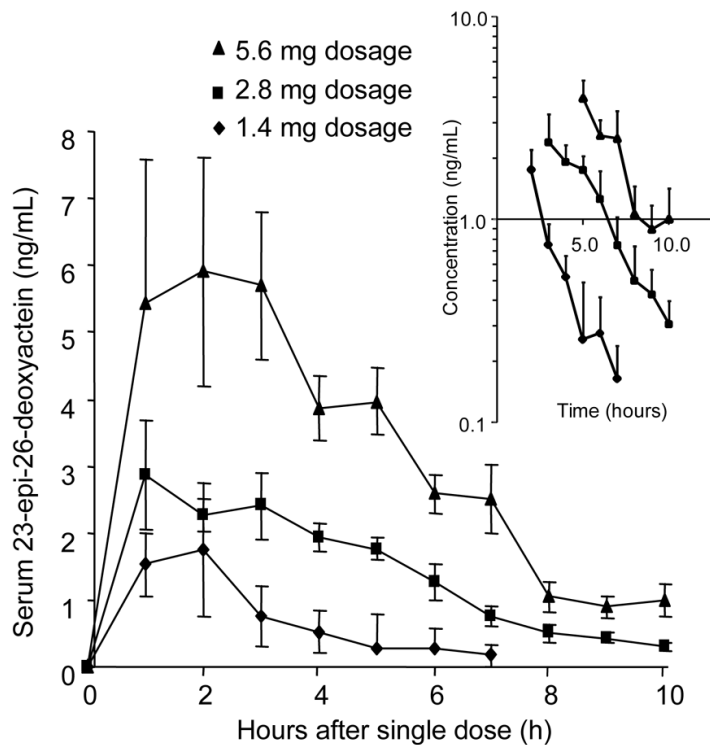 5.6 mg dosage
2.8 mg dosage
1.4 mg dosage
Serum 23-epi-26-deoxyactein (ng/mL)
8
7
6
5
4
3
2
1
0
0 2 4 6 8 10
Hours after single dose (h)
Concentration (ng/mL)
10.0
1.0
0.1
5.0 10.0
Time (hours)